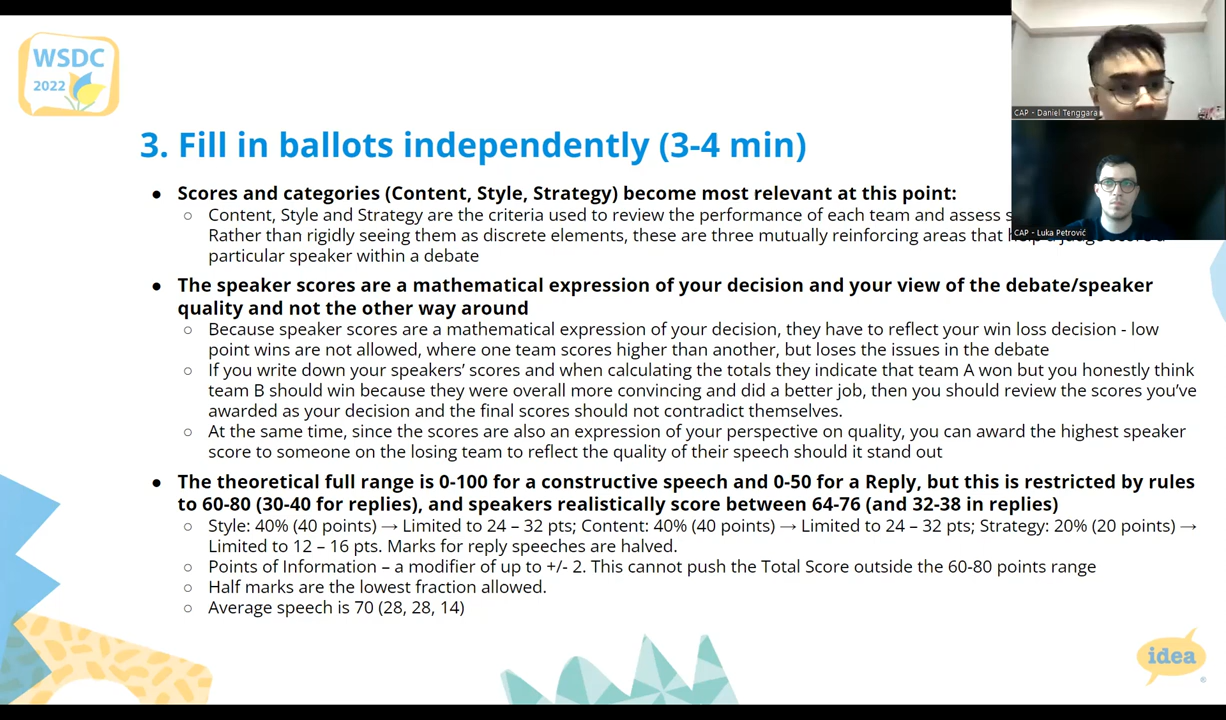 WSDC
2022
CAP - Daniel Tenggara
CAP - Luka Petrović
3. Fill in ballots independently (3-4 min)
● Scores and categories (Content, Style, Strategy) become most relevant at this point:
○ Content, Style and Strategy are the criteria used to review the performance of each team and assess
Rather than rigidly seeing them as discrete elements, these are three mutually reinforcing areas that
particular speaker within a debate
● The speaker scores are a mathematical expression of your decision and your view of the debate/speaker
quality and not the other way around
○ Because speaker scores are a mathematical expression of your decision, they have to reflect your win loss decision - low
point wins are not allowed, where one team scores higher than another, but loses the issues in the debate
○ If you write down your speakers’ scores and when calculating the totals they indicate that team A won but you honestly think
team B should win because they were overall more convincing and did a better job, then you should review the scores you’ve
awarded as your decision and the final scores should not contradict themselves.
○ At the same time, since the scores are also an expression of your perspective on quality, you can award the highest speaker
score to someone on the losing team to reflect the quality of their speech should it stand out
● The theoretical full range is 0-100 for a constructive speech and 0-50 for a Reply, but this is restricted by rules
to 60-80 (30-40 for replies), and speakers realistically score between 64-76 (and 32-38 in replies)
○ Style: 40% (40 points) → Limited to 24 – 32 pts; Content: 40% (40 points) → Limited to 24 – 32 pts; Strategy: 20% (20 points) →
Limited to 12 – 16 pts. Marks for reply speeches are halved.
○ Points of Information – a modifier of up to +/- 2. This cannot push the Total Score outside the 60-80 points range
○ Half marks are the lowest fraction allowed.
○ Average speech is 70 (28, 28, 14)
idea